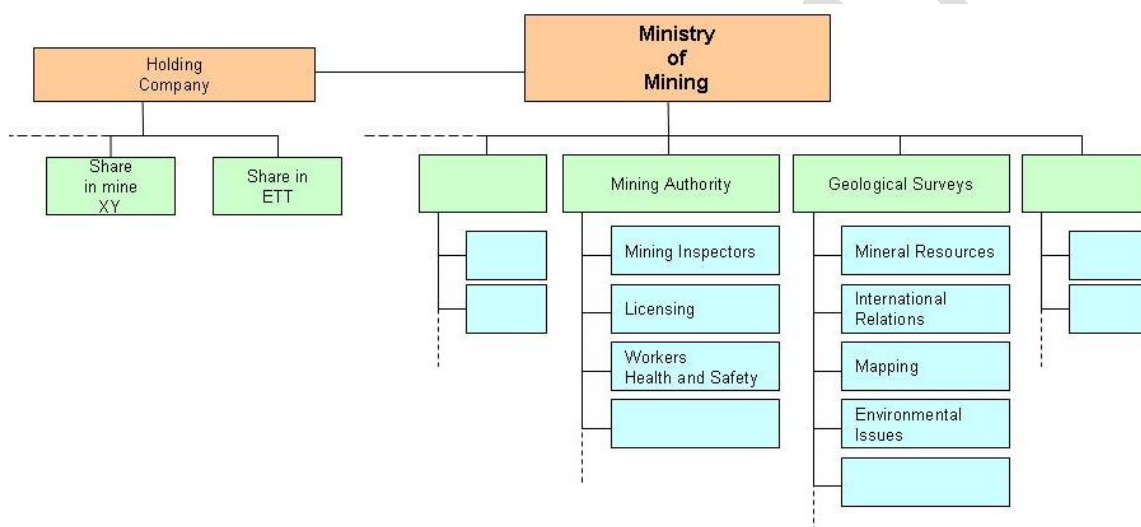 Ministry
of
Mining
Holding
Company
Share
in mine
XY
Share in
ETT
Mining Authority
Geological Surveys
Mining Inspectors
Mineral Resources
Licensing
International
Relations
Workers
Health and Safety
Mapping
Environmental
Issues